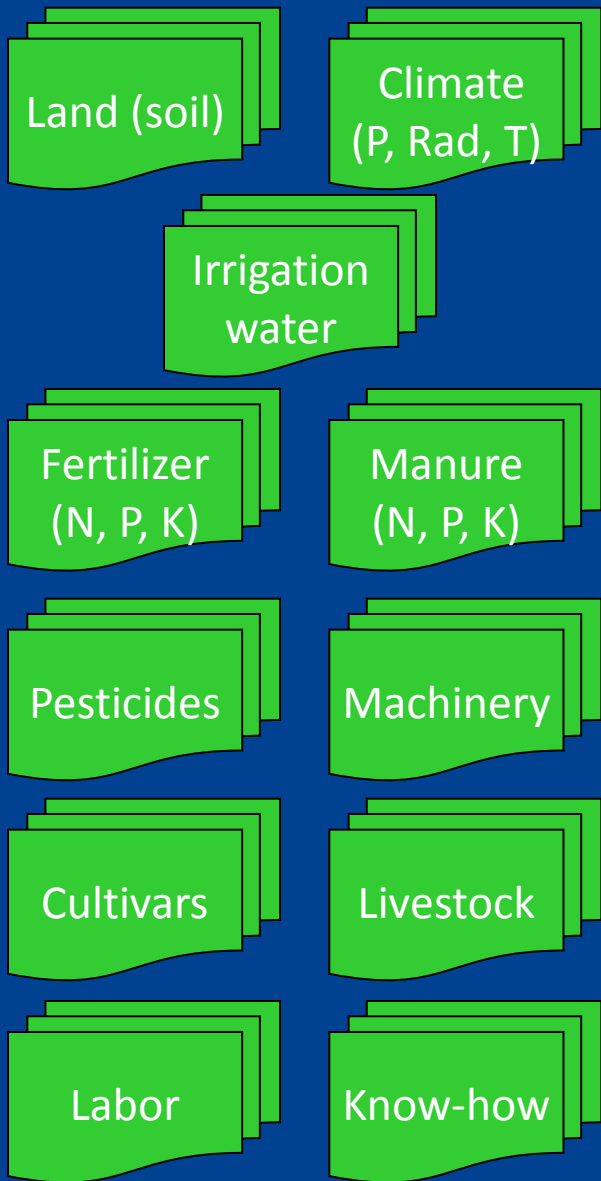 Land (soil)
Climate
(P, Rad, T)
Irrigation
water
Fertilizer
(N, P, K)
Manure
(N, P, K)
Pesticides
Machinery
Cultivars
Livestock
Labor
Know-how